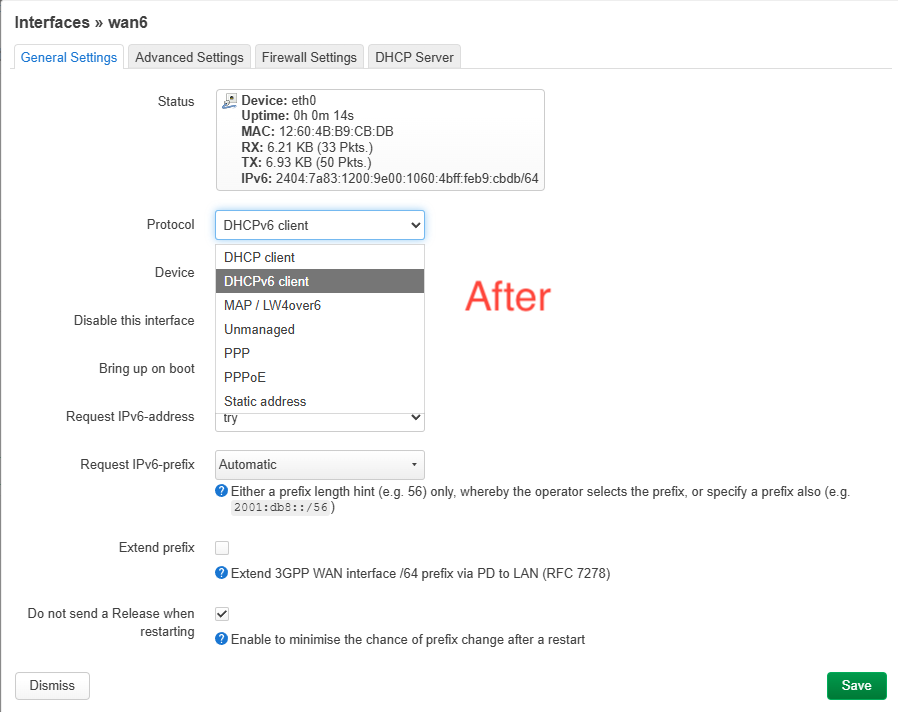 Interfaces » wan6
General Settings
Advanced Settings
Firewall Settings
DHCP Server
Status
Device: eth0
Uptime: 0h 0m 14s
MAC: 12:60:4B:B9:CB:DB
RX: 6.21 KB (33 Pkts.)
TX: 6.93 KB (50 Pkts.)
IPv6: 2404:7a83:1200:9e00:1060:4bff:feb9:cbdb/64
Protocol
DHCPv6 client
DHCP client
DHCPv6 client
MAP / LW4over6
Unmanaged
PPP
PPPoE
Static address
After
Device
Disable this interface
Bring up on boot
Request IPv6-address
try
Request IPv6-prefix
Automatic
Either a prefix length hint (e.g. 56) only, whereby the operator selects the prefix, or specify a prefix also (e.g.
2001:db8::/56)
Extend prefix
Extend 3GPP WAN interface /64 prefix via PD to LAN (RFC 7278)
Do not send a Release when
restarting
Enable to minimise the chance of prefix change after a restart
Dismiss
Save